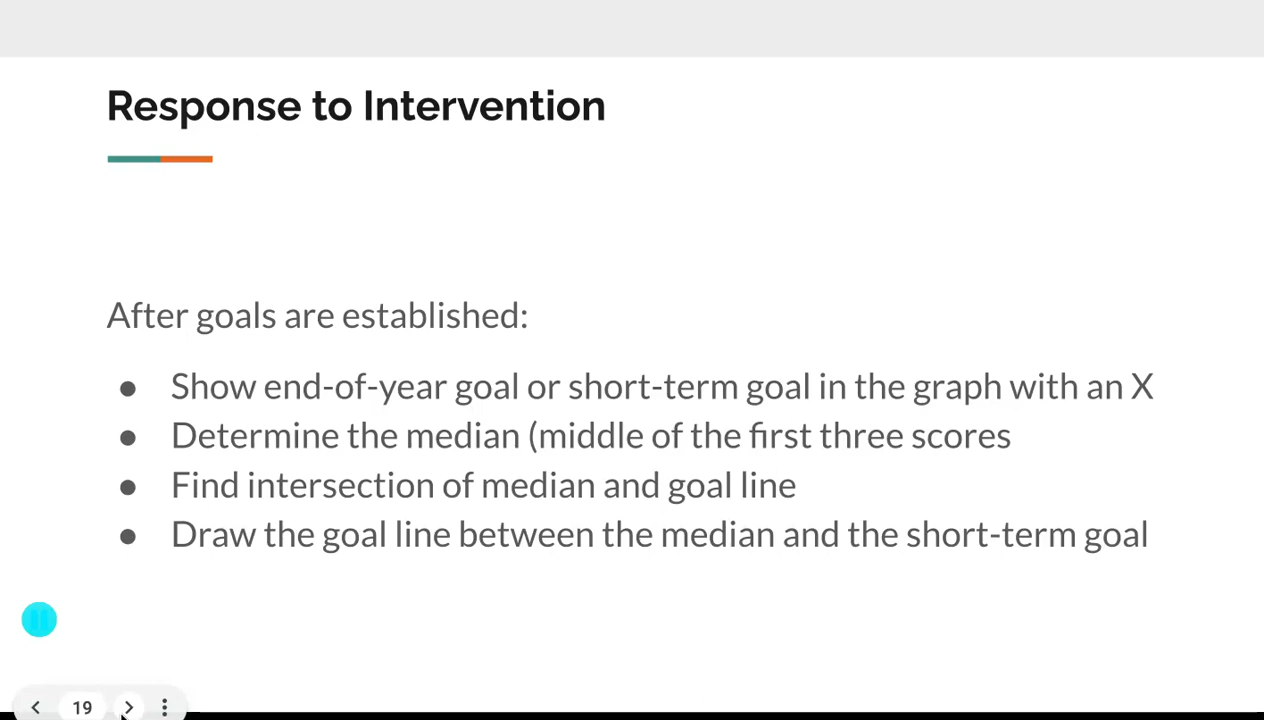 Response to Intervention
After goals are established:
● Show end-of-year goal or short-term goal in the graph with an X
● Determine the median (middle of the first three scores
● Find intersection of median and goal line
● Draw the goal line between the median and the short-term goal
19